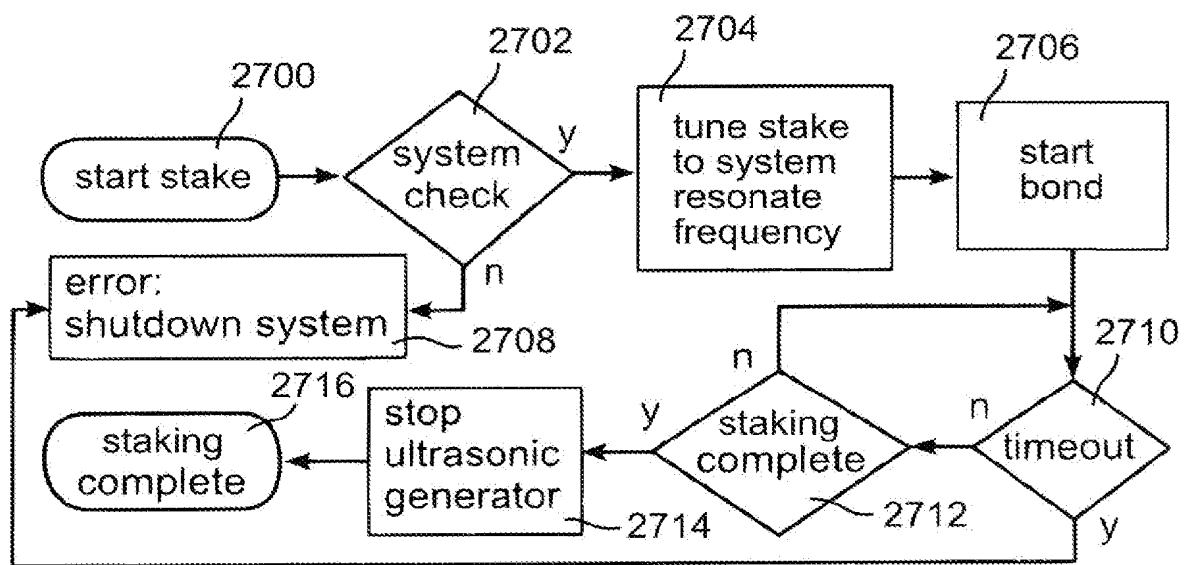 2700
start stake
2702
system
check
y
n
2704
tune stake
to system
resonate
frequency
2706
start
bond
error:
shutdown system
2708
2710
timeout
n
y
2712
staking
complete
n
y
2714
stop
ultrasonic
generator
2716
staking
complete